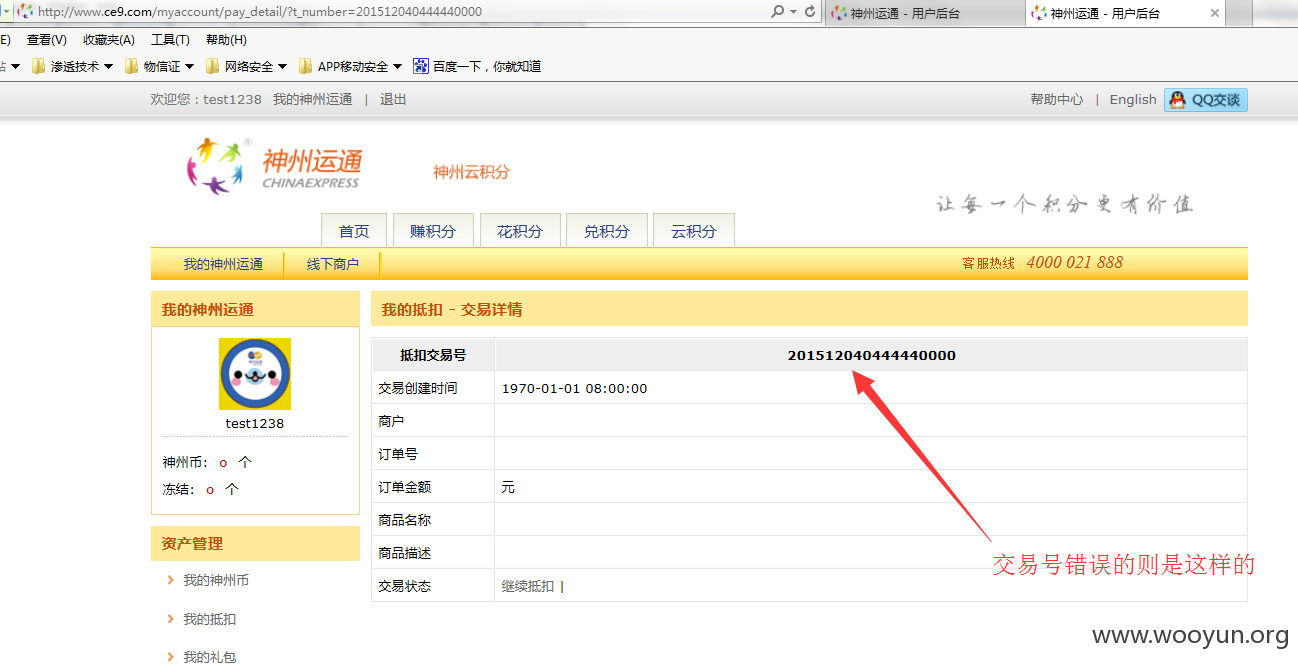 http://www.ce9.com/myaccount/pay_detail/?t_number=201512040444440000
神州运通 - 用户后台
神州运通 - 用户后台
E) 查看(V) 收藏夹(A) 工具(T) 帮助(H)
渗透技术 物信证 网络安全 APP移动安全 百度一下，你就知道
欢迎您：test1238 我的神州运通 | 退出
帮助中心 | English QQ交谈
神州运通®
CHINAEXPRESS
神州云积分
让每一个积分更有价值
首页 赚积分 花积分 兑积分 云积分
我的神州运通 线下商户
客服热线 4000 021 888
我的神州运通
test1238
神州币： 0 个
冻结： 0 个
资产管理
我的神州币
我的抵扣
我的礼包
我的抵扣 - 交易详情
抵扣交易号 201512040444440000
交易创建时间 1970-01-01 08:00:00
商户
订单号
订单金额 元
商品名称
商品描述
交易状态 继续抵扣 |
交易号错误的则是这样的
www.wooyun.org